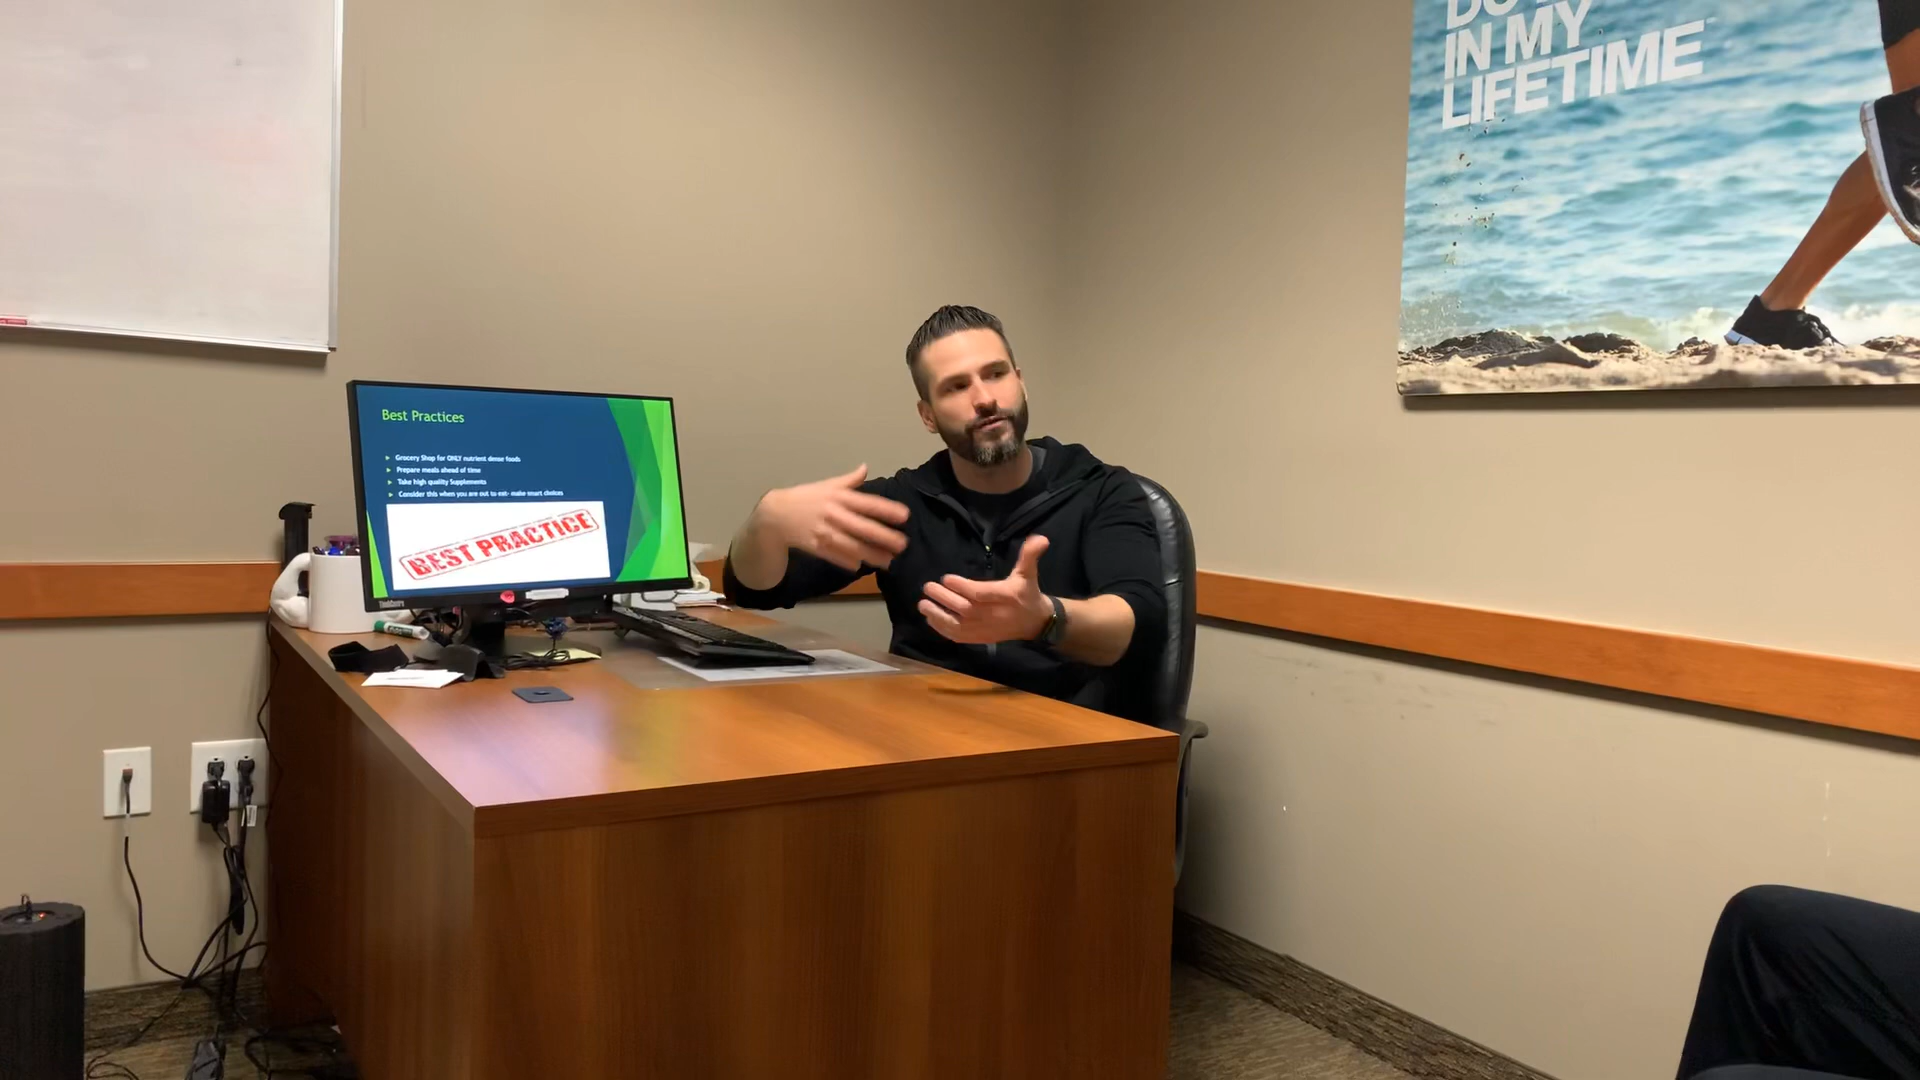 IN MY
LIFETIME
Best Practices
Grocery Shop for ONLY nutrient dense foods
Prepare meals ahead of time
Take high quality Supplements
Consider this when you are out to eat- make smart choices
BEST PRACTICE
ThinkCentre